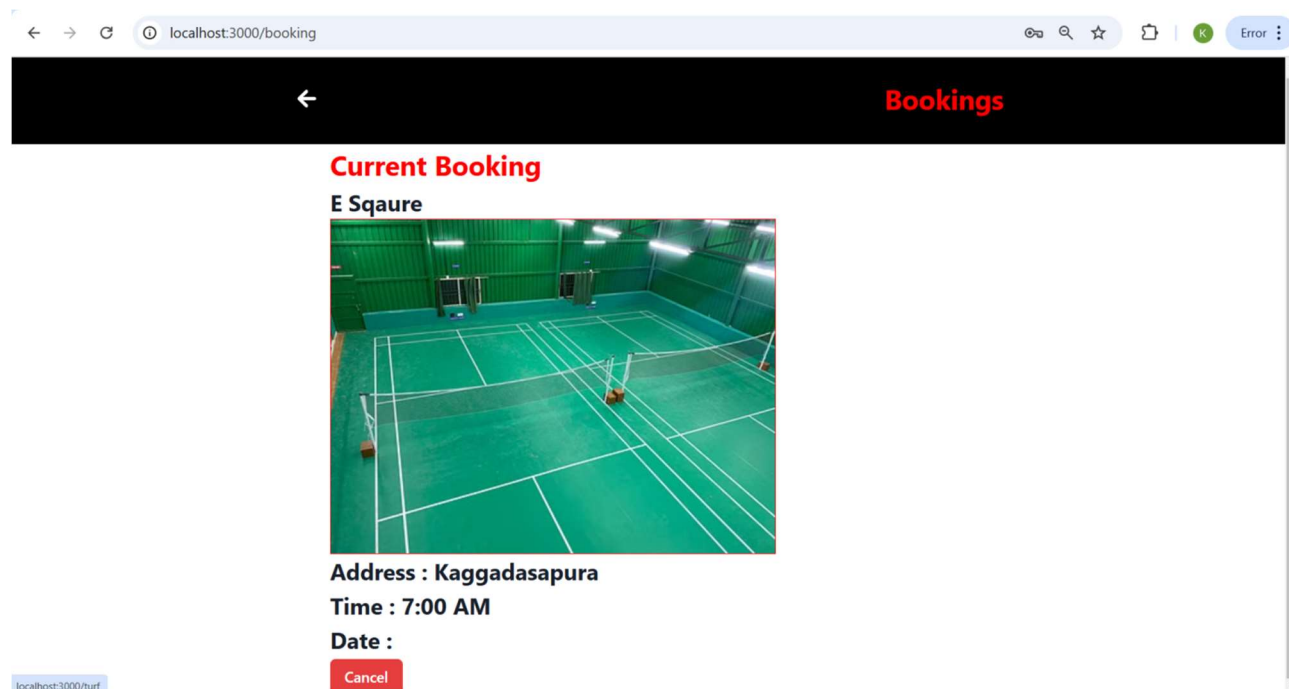 localhost:3000/booking
K
Error
Bookings
Current Booking
E Sqaure
Address : Kaggadasapura
Time : 7:00 AM
Date :
Cancel
localhost:3000/turf